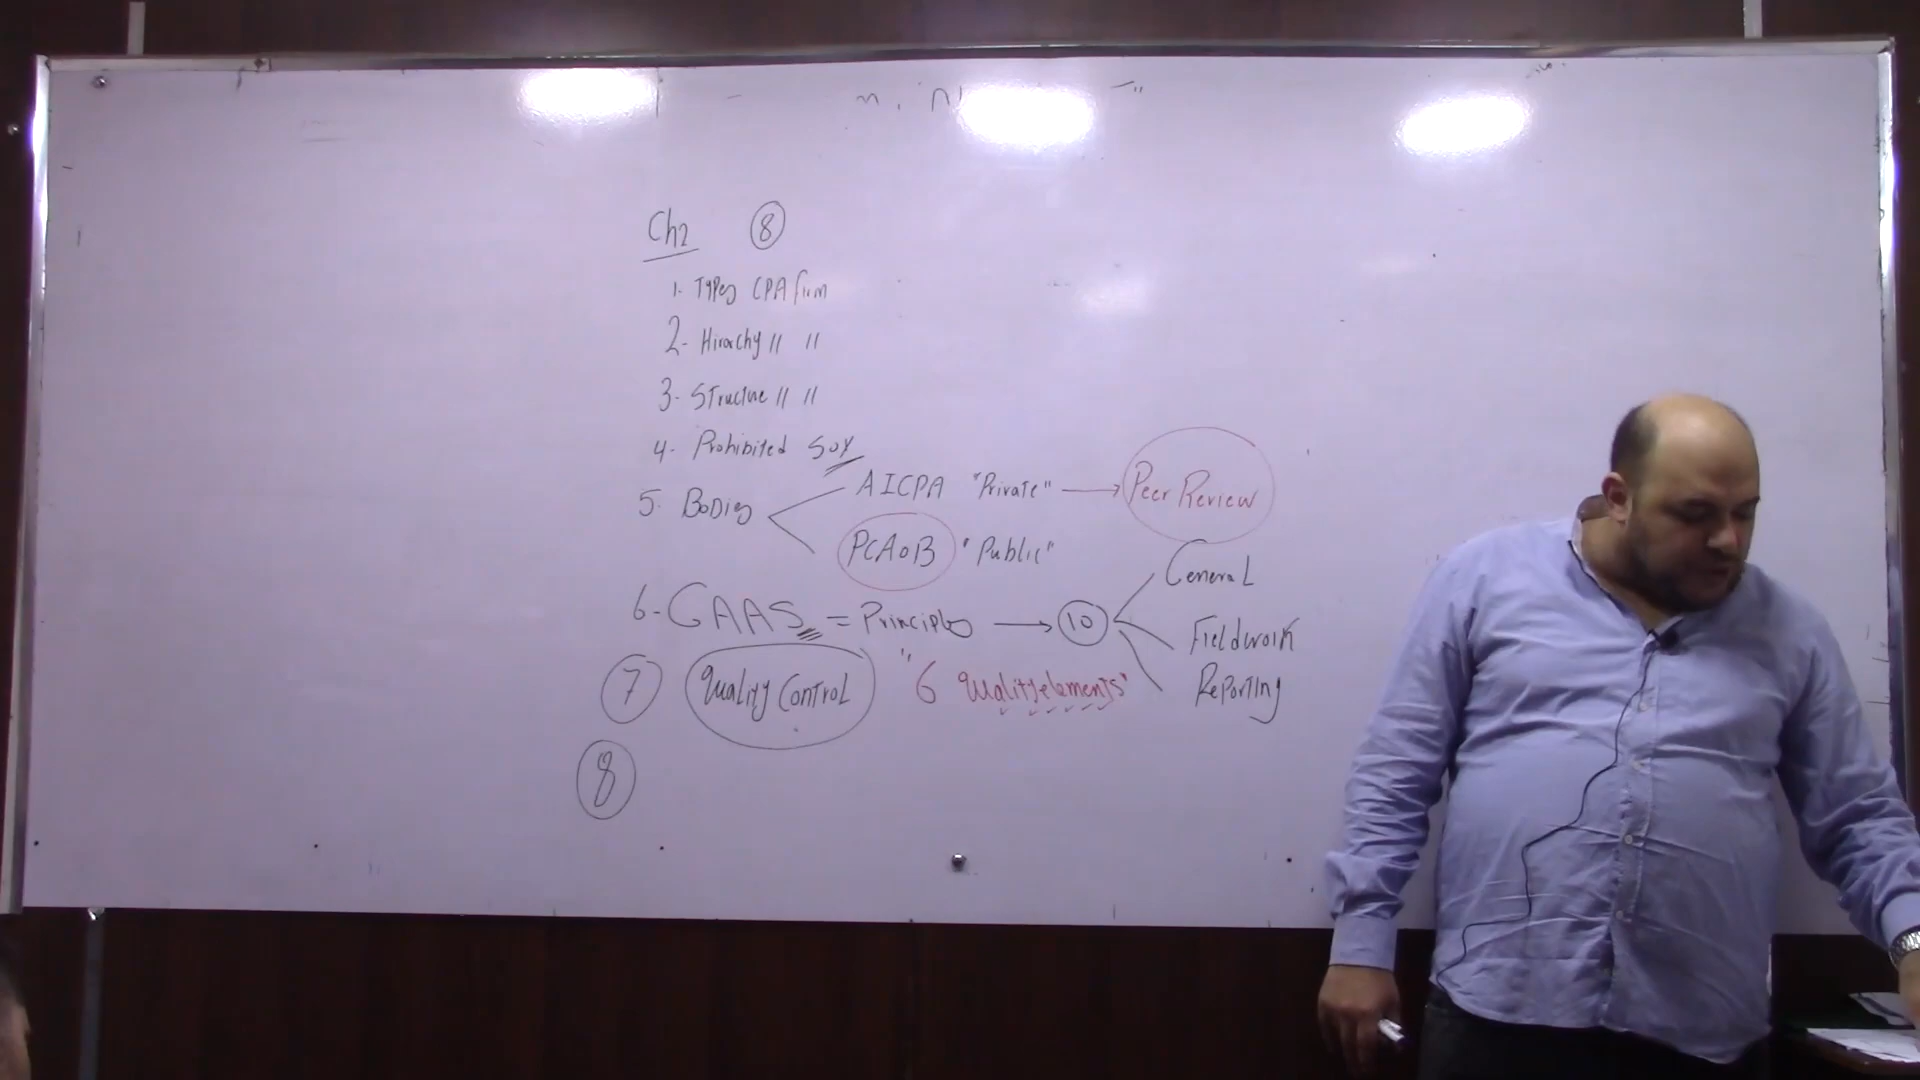 Ch2 8
1. Types CPA firm
2- Hirarchy // //
3- Structure // //
4- Prohibited SOX
5. Bodies AICPA "Private" → Peer Review
PCAOB "Public"
6- GAAS = Principles → 10 General
Fieldwork
Reporting
7 Quality Control "6 Quality elements"
8